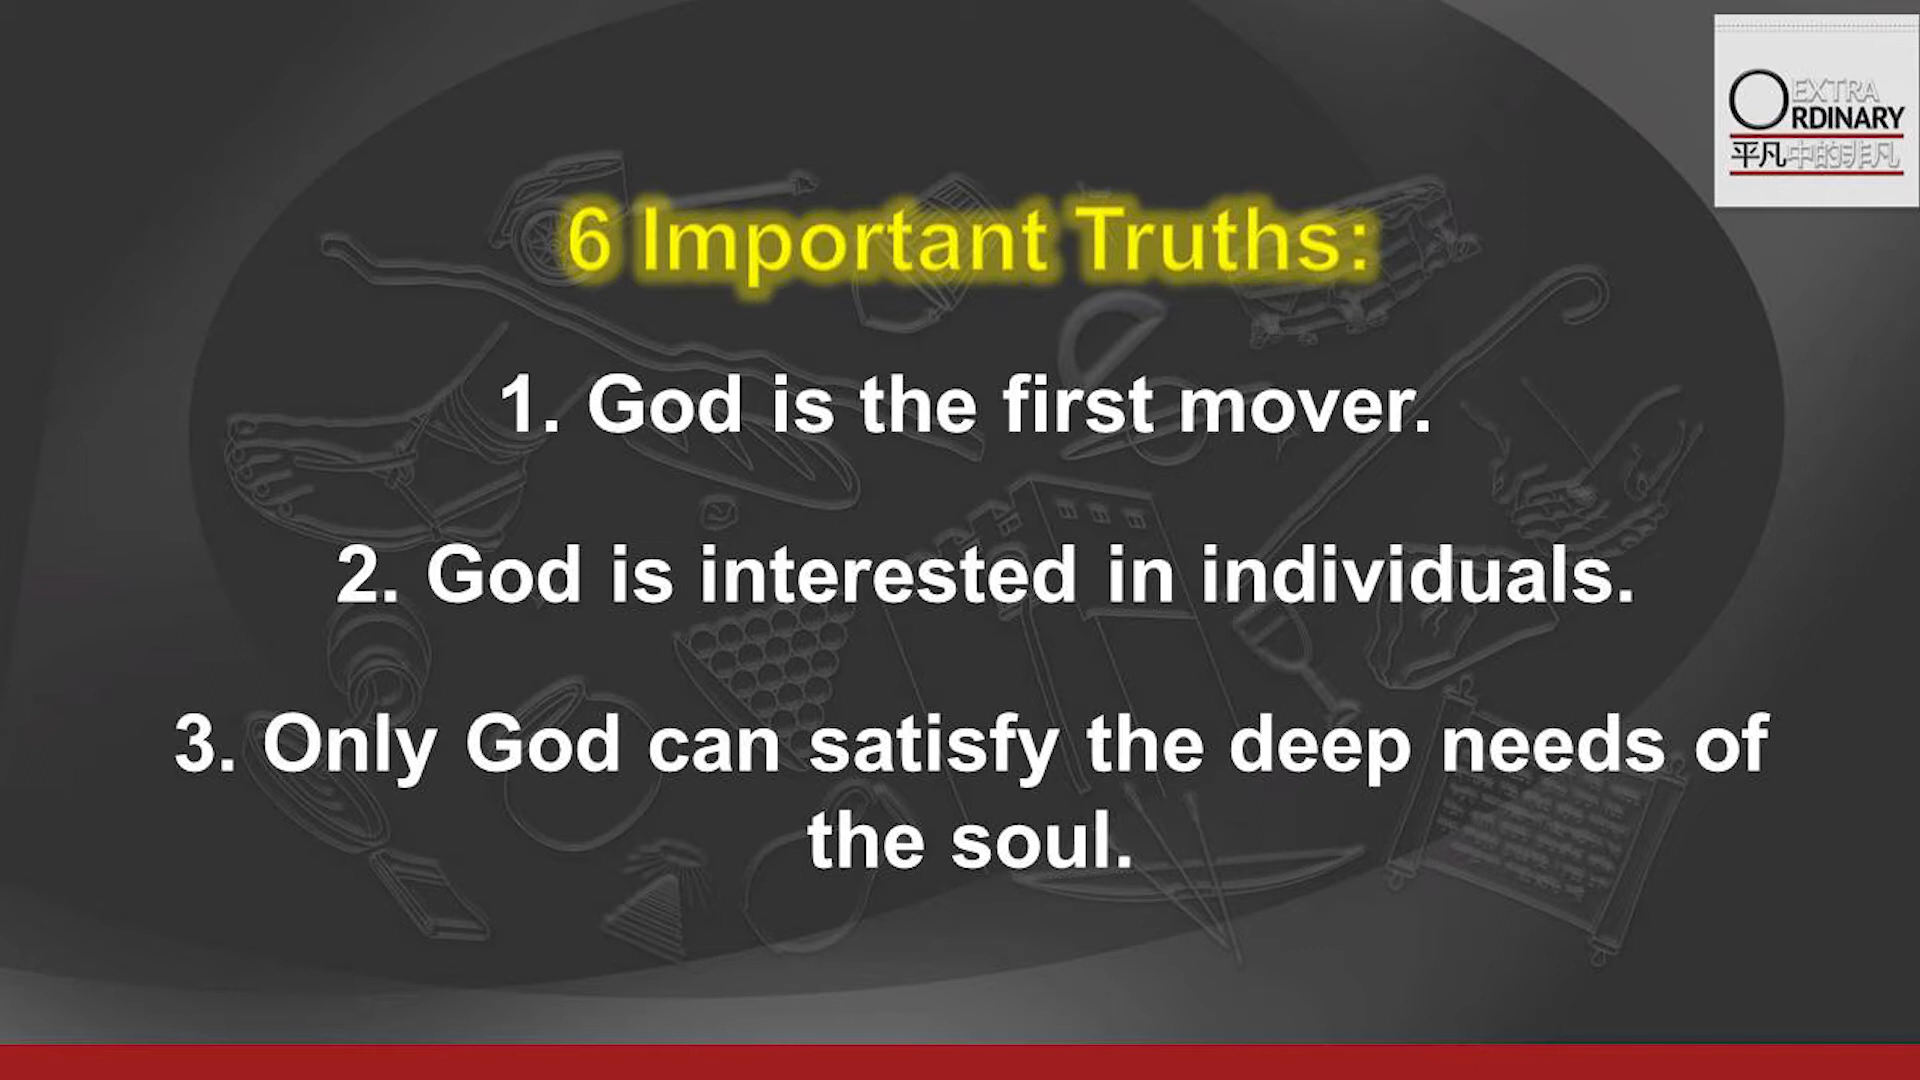 EXTRA
ORDINARY
平凡中的非凡
6 Important Truths:
1. God is the first mover.
2. God is interested in individuals.
3. Only God can satisfy the deep needs of
the soul.